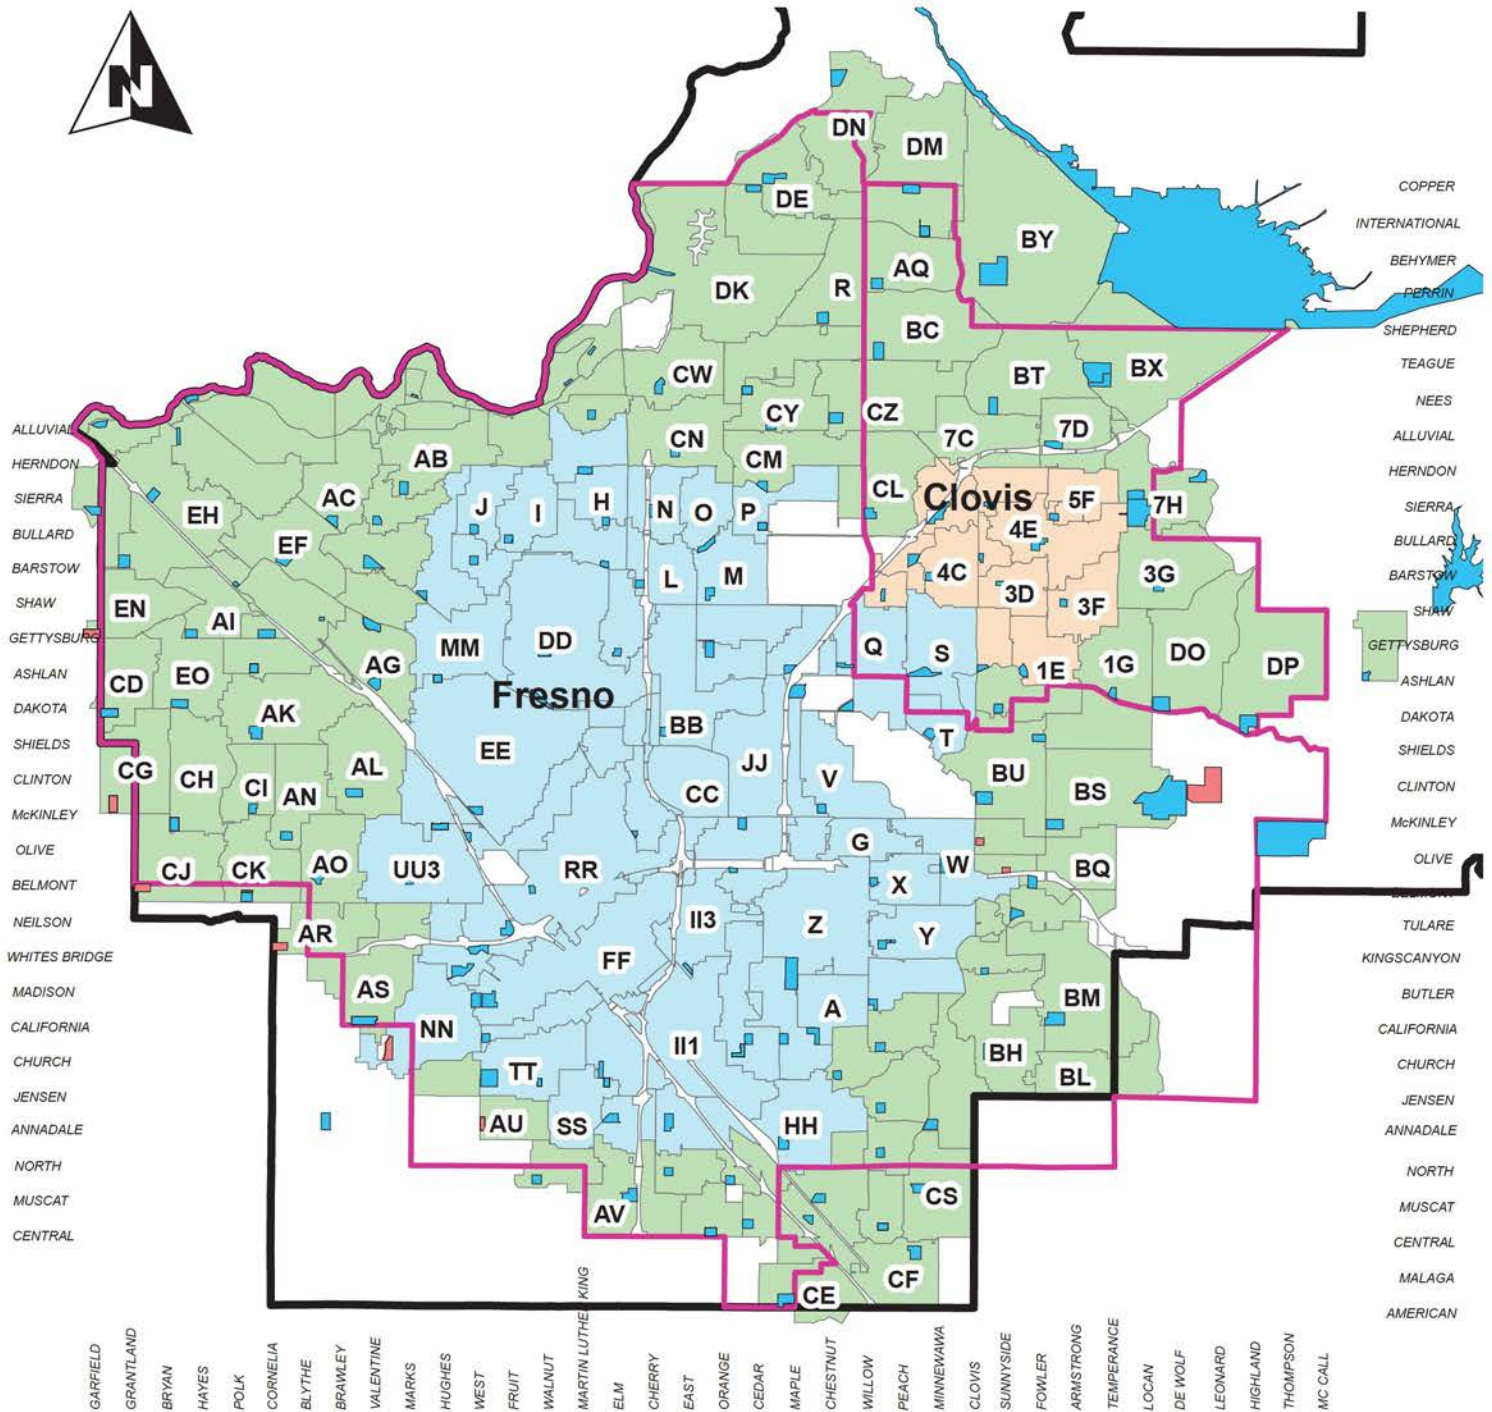 N
DN
DM
COPPER
DE
INTERNATIONAL
BY
BEHYMER
AQ
DK
R
PERRIN
BC
SHEPHERD
TEAGUE
BX
CW
BT
NEES
CY
CZ
ALLUVIAL
7D
ALLUVIAL
CN
7C
AB
CM
HERNDON
HERNDON
CL
Clovis
AC
5F
SIERRA
H
7H
SIERRA
EH
J
I
N
O
P
4E
BULLARD
EF
BULLARD
BARSTOW
L
M
4C
3G
BARSTOW
3D
SHAW
EN
3F
SHAW
AI
GETTYSBURG
MM
DD
Q
S
GETTYSBURG
DO
ASHLAN
EO
AG
1E
1G
DP
ASHLAN
CD
Fresno
DAKOTA
AK
BB
DAKOTA
SHIELDS
T
SHIELDS
EE
CG
CH
AL
JJ
BU
CLINTON
CI
AN
CC
V
BS
CLINTON
McKINLEY
McKINLEY
OLIVE
G
OLIVE
CJ
CK
AO
UU3
RR
W
BQ
BELMONT
X
BELMONT
NEILSON
AR
II3
Z
Y
TULARE
WHITES BRIDGE
FF
KINGSCANYON
MADISON
AS
BM
BUTLER
CALIFORNIA
NN
A
CALIFORNIA
CHURCH
TT
II1
BH
BL
CHURCH
JENSEN
JENSEN
ANNADALE
AU
SS
HH
ANNADALE
NORTH
NORTH
MUSCAT
AV
CS
MUSCAT
CENTRAL
CENTRAL
CF
MALAGA
CE
AMERICAN
GARFIELD
GRANTLAND
BRYAN
HAYES
POLK
CORNELIA
BLYTHE
BRAWLEY
VALENTINE
MARKS
HUGHES
WEST
FRUIT
WALNUT
MARTIN LUTHER KING
ELM
CHERRY
EAST
ORANGE
CEDAR
MAPLE
CHESTNUT
WILLOW
PEACH
MINNEWAWA
CLOVIS
SUNNYSIDE
FOWLER
ARMSTRONG
TEMPERANCE
LOCAN
DE WOLF
LEONARD
HIGHLAND
THOMPSON
MC CALL